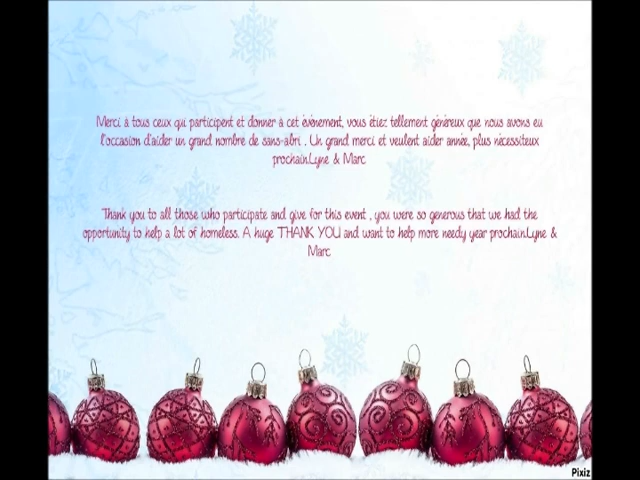 Merci à tous ceux qui participent et donner à cet événement, vous étiez tellement généreux que nous avons eu
l'occasion d'aider un grand nombre de sans-abri . Un grand merci et veulent aider année, plus nécessiteux
prochain.Lyne & Marc
Thank you to all those who participate and give for this event , you were so generous that we had the
opportunity to help a lot of homeless. A huge THANK YOU and want to help more needy year prochain.Lyne &
Marc
Pixiz